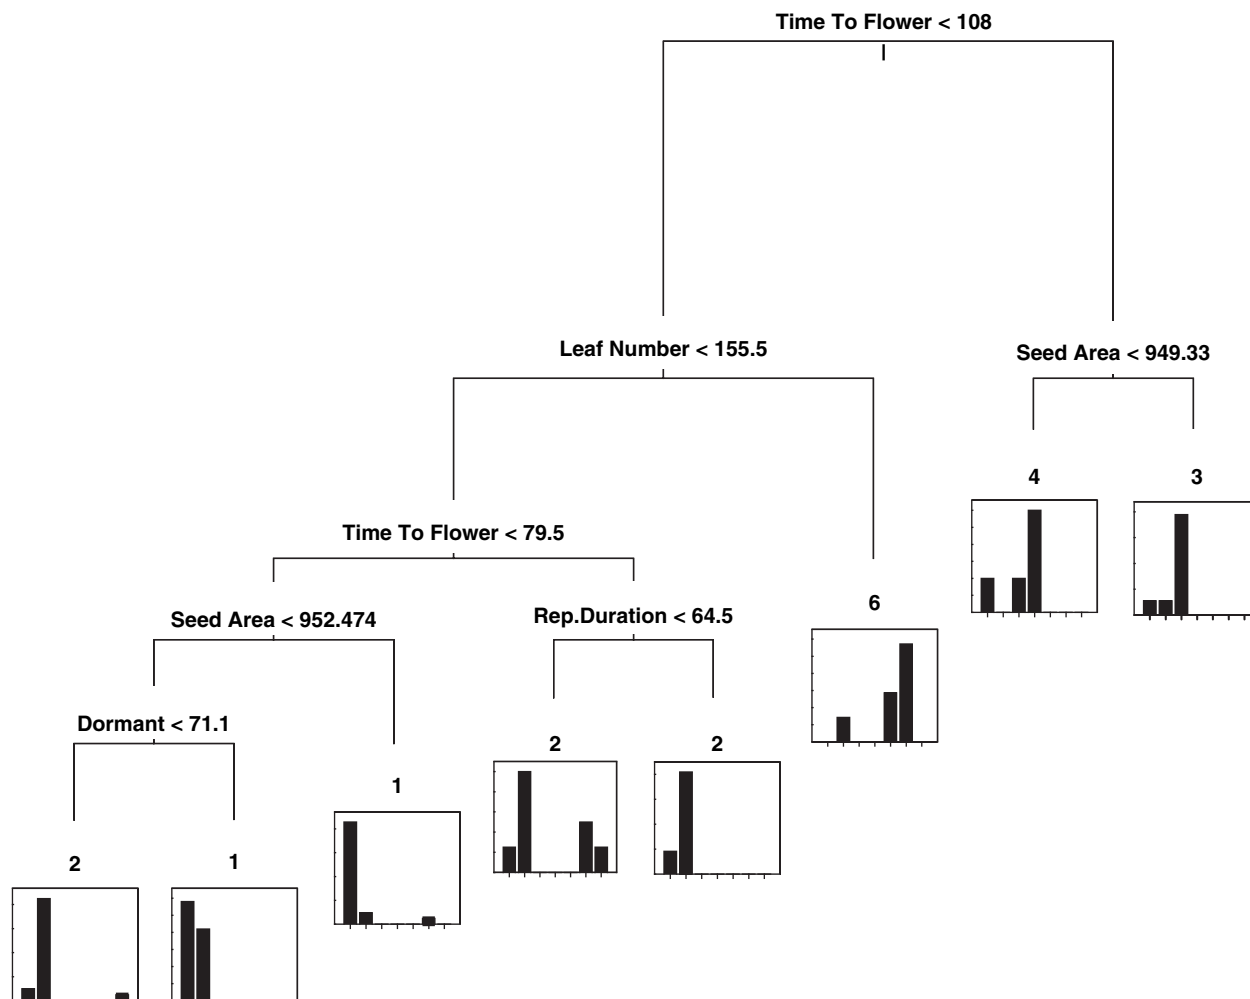 Time To Flower < 108
Leaf Number < 155.5
Seed Area < 949.33
4
3
Time To Flower < 79.5
6
Seed Area < 952.474
Rep.Duration < 64.5
Dormant < 71.1
2
2
1
2
1